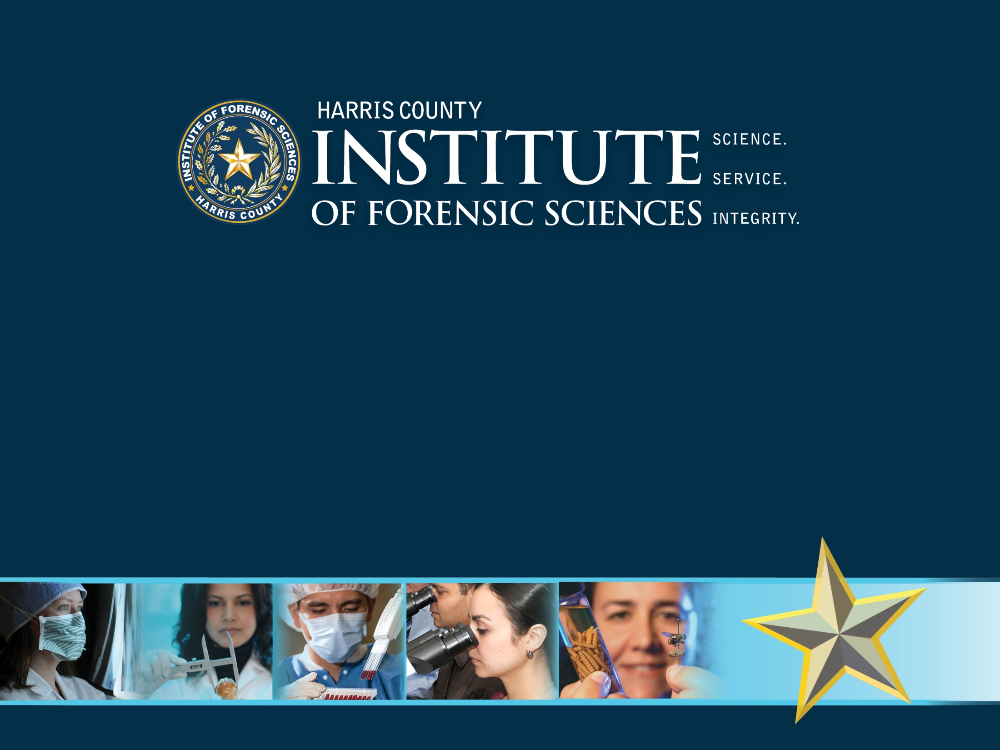 INSTITUTE OF FORENSIC SCIENCES
HARRIS COUNTY
HARRIS COUNTY
INSTITUTE
OF FORENSIC SCIENCES
SCIENCE.
SERVICE.
INTEGRITY.